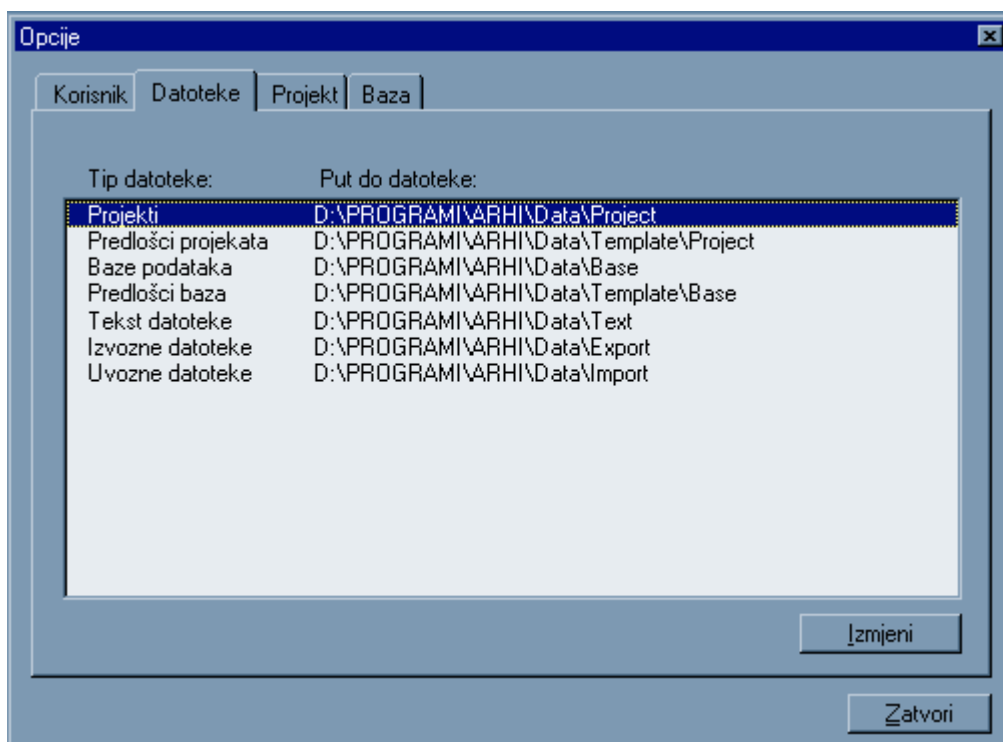 Opcije
Korisnik Datoteke Projekt Baza
Tip datoteke: Put do datoteke:
Projekti D:\PROGRAMI\ARHI\Data\Project
Predlošci projekata D:\PROGRAMI\ARHI\Data\Template\Project
Baze podataka D:\PROGRAMI\ARHI\Data\Base
Predlošci baza D:\PROGRAMI\ARHI\Data\Template\Base
Tekst datoteke D:\PROGRAMI\ARHI\Data\Text
Izvozne datoteke D:\PROGRAMI\ARHI\Data\Export
Uvozne datoteke D:\PROGRAMI\ARHI\Data\Import
Izmjeni
Zatvori